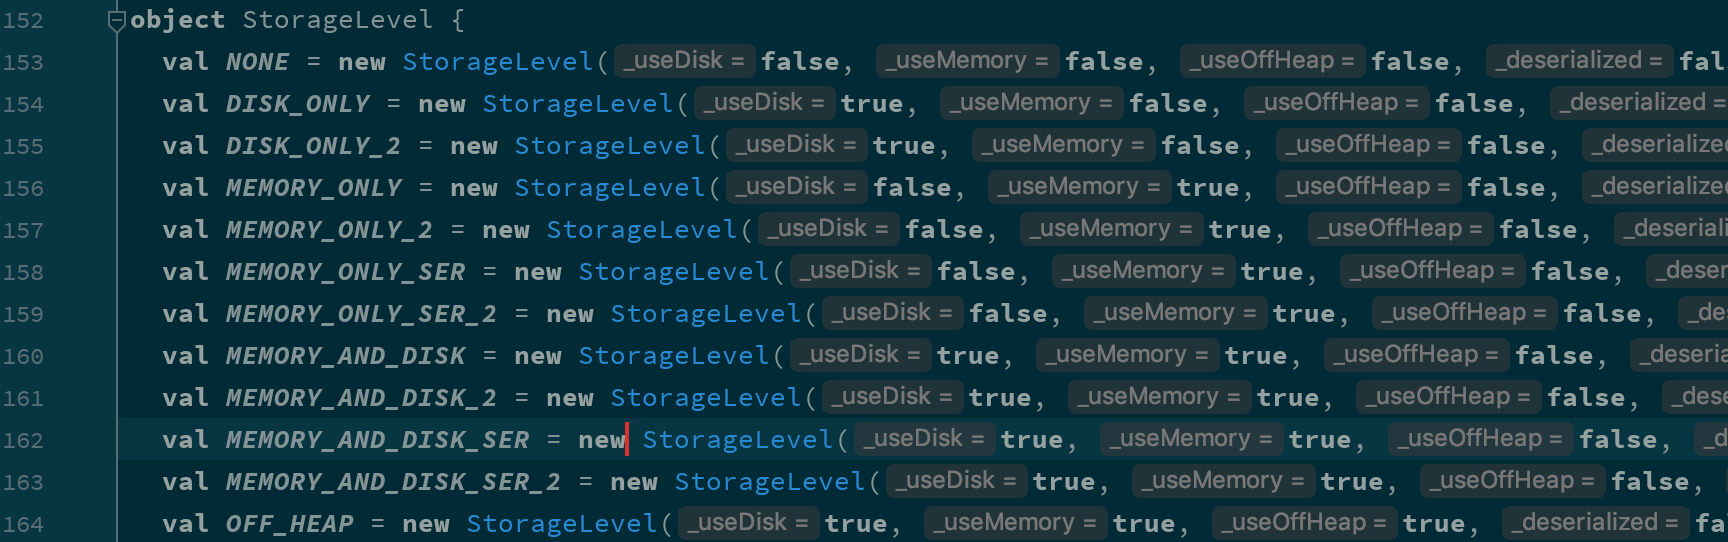 152 object StorageLevel {
153 val NONE = new StorageLevel( _useDisk = false, _useMemory = false, _useOffHeap = false, _deserialized = fal
154 val DISK_ONLY = new StorageLevel( _useDisk = true, _useMemory = false, _useOffHeap = false, _deserialized =
155 val DISK_ONLY_2 = new StorageLevel( _useDisk = true, _useMemory = false, _useOffHeap = false, _deserialize
156 val MEMORY_ONLY = new StorageLevel( _useDisk = false, _useMemory = true, _useOffHeap = false, _deserialize
157 val MEMORY_ONLY_2 = new StorageLevel( _useDisk = false, _useMemory = true, _useOffHeap = false, _deseriali
158 val MEMORY_ONLY_SER = new StorageLevel( _useDisk = false, _useMemory = true, _useOffHeap = false, _deser
159 val MEMORY_ONLY_SER_2 = new StorageLevel( _useDisk = false, _useMemory = true, _useOffHeap = false, _de
160 val MEMORY_AND_DISK = new StorageLevel( _useDisk = true, _useMemory = true, _useOffHeap = false, _deseria
161 val MEMORY_AND_DISK_2 = new StorageLevel( _useDisk = true, _useMemory = true, _useOffHeap = false, _des
162 val MEMORY_AND_DISK_SER = new StorageLevel( _useDisk = true, _useMemory = true, _useOffHeap = false, _d
163 val MEMORY_AND_DISK_SER_2 = new StorageLevel( _useDisk = true, _useMemory = true, _useOffHeap = false,
164 val OFF_HEAP = new StorageLevel( _useDisk = true, _useMemory = true, _useOffHeap = true, _deserialized = fa